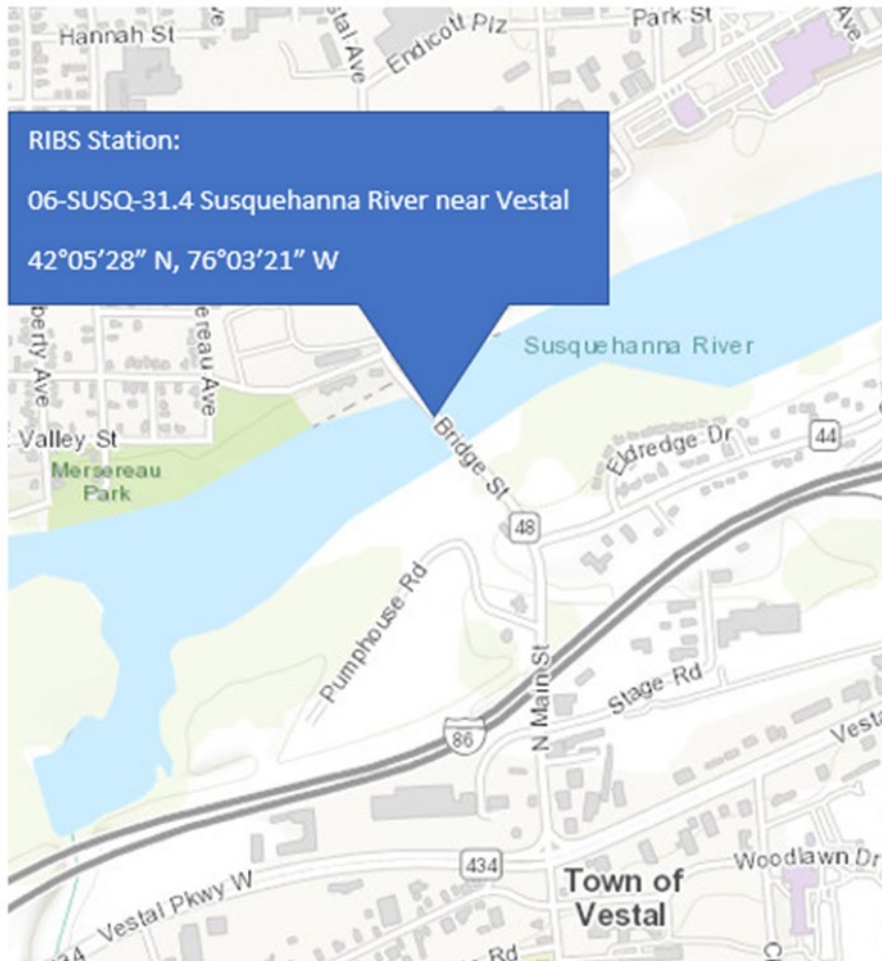 Hannah St
Endicott Plz
Park St
Ave
RIBS Station:
06-SUSQ-31.4 Susquehanna River near Vestal
42°05’28” N, 76°03’21” W
Susquehanna River
Valley St
Mersereau
Park
Bridge St
Eldredge Dr
44
48
Pumphouse Rd
N Main St
Stage Rd
86
434
Vestal Pkwy W
Woodlawn Dr
Town of
Vestal
Rd